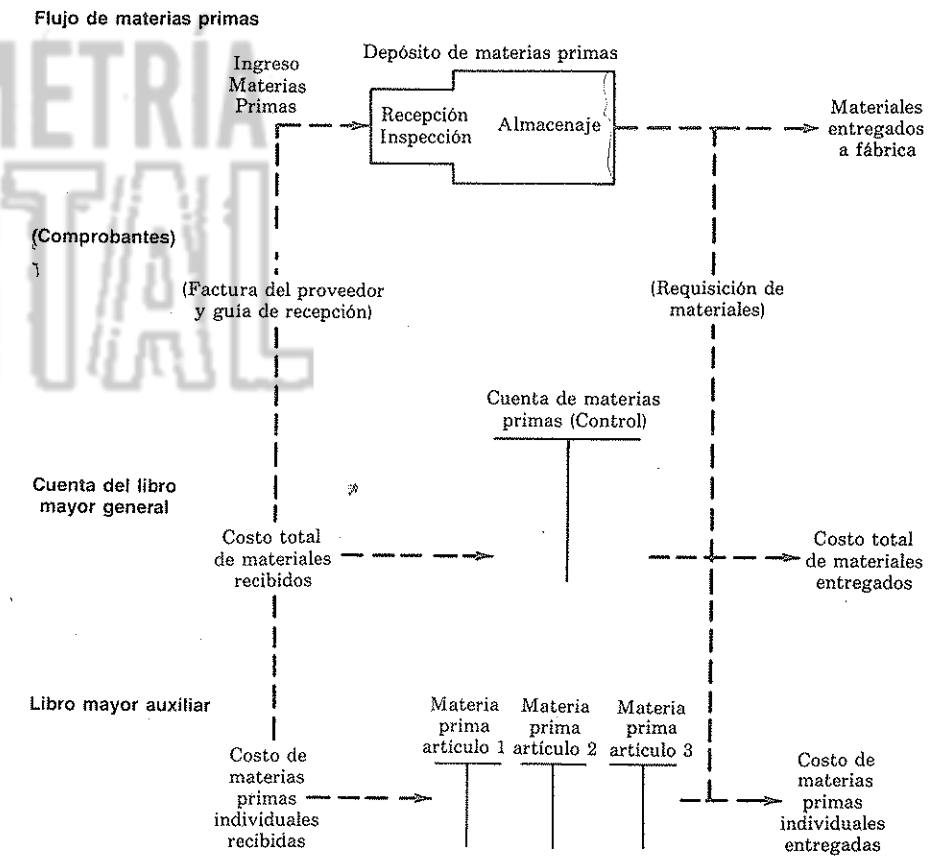 Flujo de materias primas
METRÍA
TAL
Ingreso
Materias
Primas
Depósito de materias primas
Recepción
Inspección
Almacenaje
Materiales
entregados
a fábrica
(Comprobantes)
(Factura del proveedor
y guía de recepción)
(Requisición de
materiales)
Cuenta de materias
primas (Control)
Cuenta del libro
mayor general
Costo total
de materiales
recibidos
Costo total
de materiales
entregados
Libro mayor auxiliar
Materia
prima
artículo 1
Materia
prima
artículo 2
Materia
prima
artículo 3
Costo de
materias
primas
individuales
recibidas
Costo de
materias
primas
individuales
entregadas